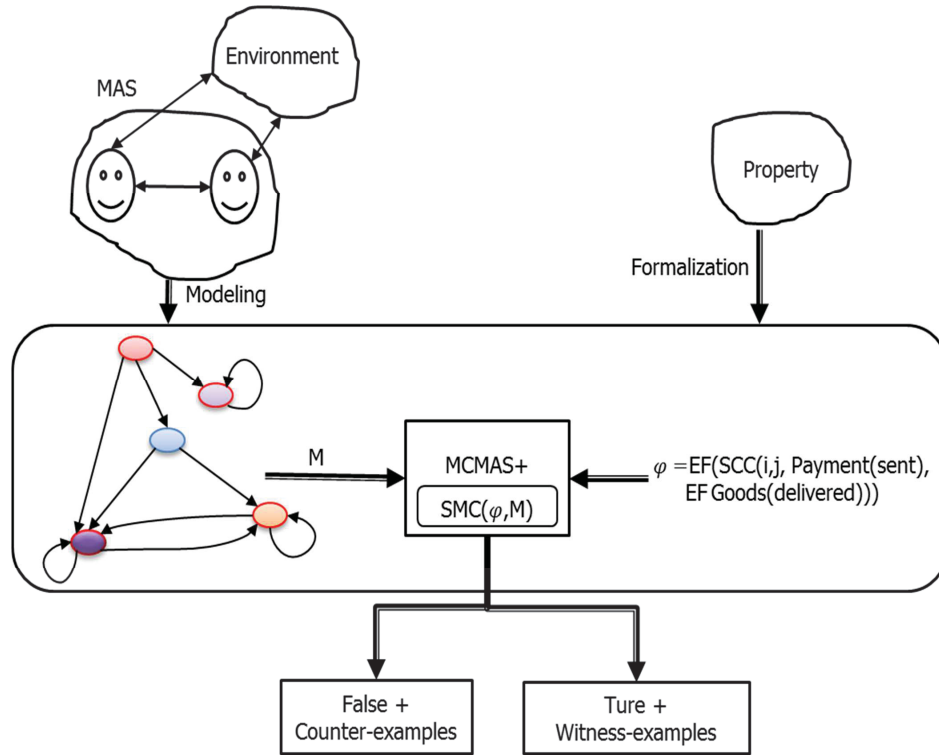 Environment
MAS
Property
Formalization
Modeling
M
MCMAS+
SMC(φ,M)
φ =EF(SCC(i,j, Payment(sent),
EF Goods(delivered)))
False +
Counter-examples
Ture +
Witness-examples